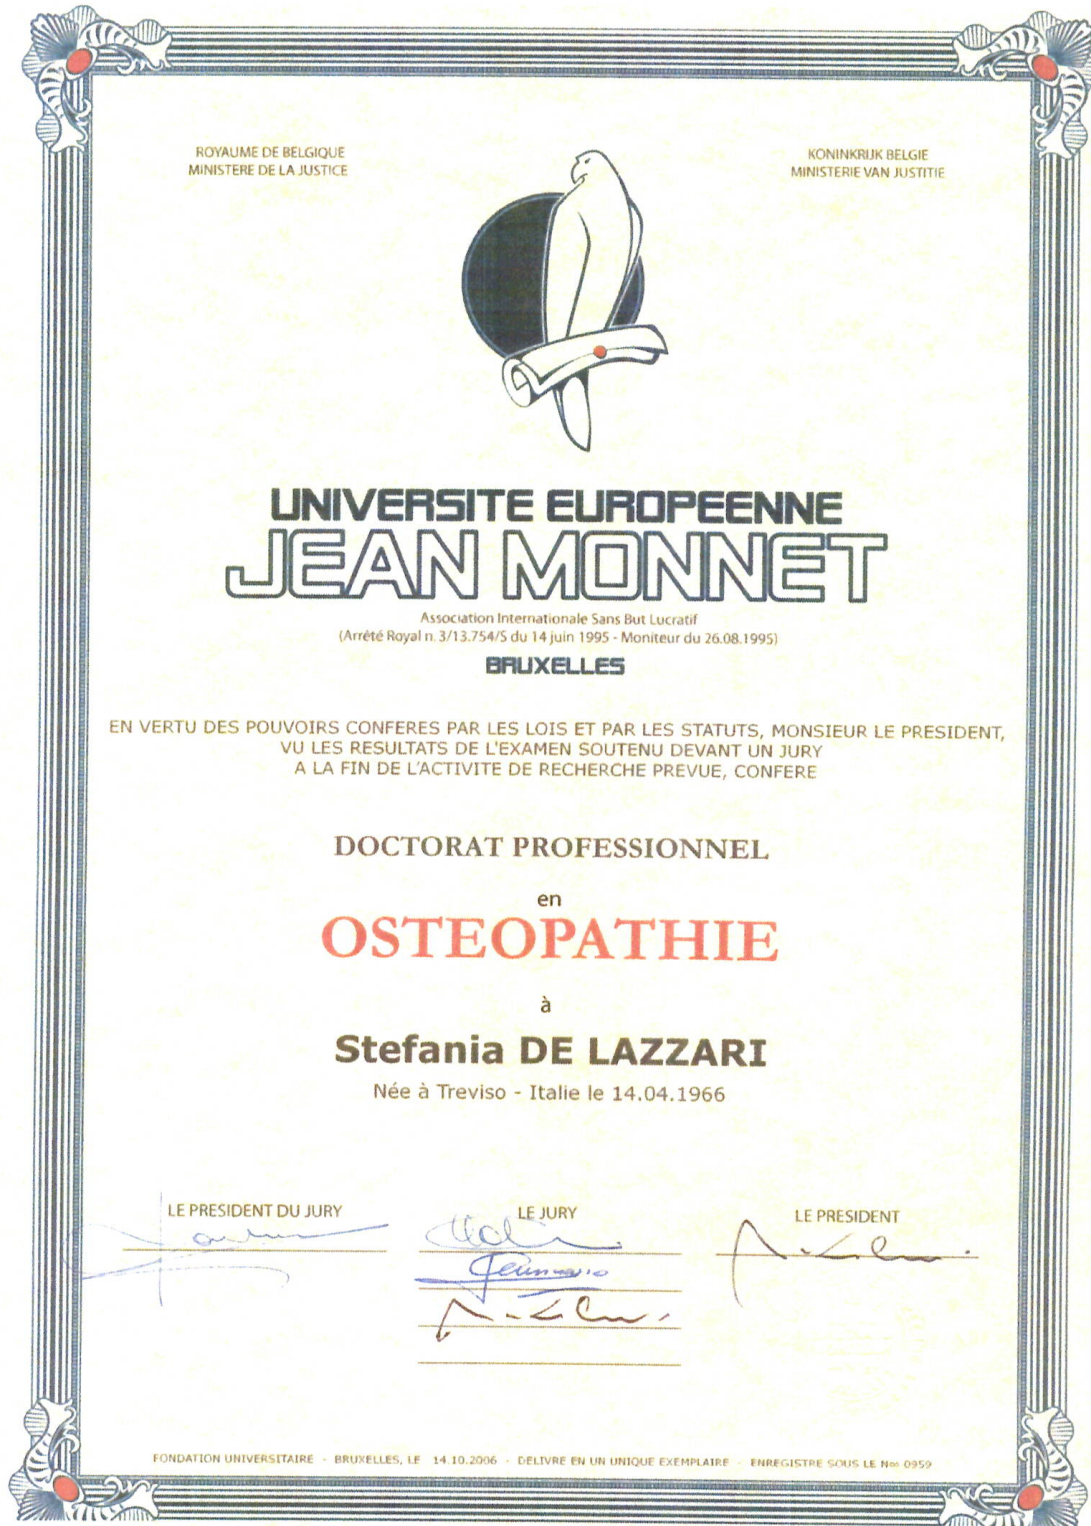 ROYAUME DE BELGIQUE
MINISTERE DE LA JUSTICE
KONINKRIJK BELGIE
MINISTERIE VAN JUSTITIE
UNIVERSITE EUROPEENNE
JEAN MONNET
Association Internationale Sans But Lucratif
(Arrêté Royal n. 3/13.754/S du 14 juin 1995 - Moniteur du 26.08.1995)
BRUXELLES
EN VERTU DES POUVOIRS CONFERES PAR LES LOIS ET PAR LES STATUTS, MONSIEUR LE PRESIDENT,
VU LES RESULTATS DE L'EXAMEN SOUTENU DEVANT UN JURY
A LA FIN DE L'ACTIVITE DE RECHERCHE PREVUE, CONFERE
DOCTORAT PROFESSIONNEL
en
OSTEOPATHIE
à
Stefania DE LAZZARI
Née à Treviso - Italie le 14.04.1966
LE PRESIDENT DU JURY
LE JURY
LE PRESIDENT
FONDATION UNIVERSITAIRE - BRUXELLES, LE 14.10.2006 - DELIVRE EN UN UNIQUE EXEMPLAIRE - ENREGISTRE SOUS LE Nos 0959